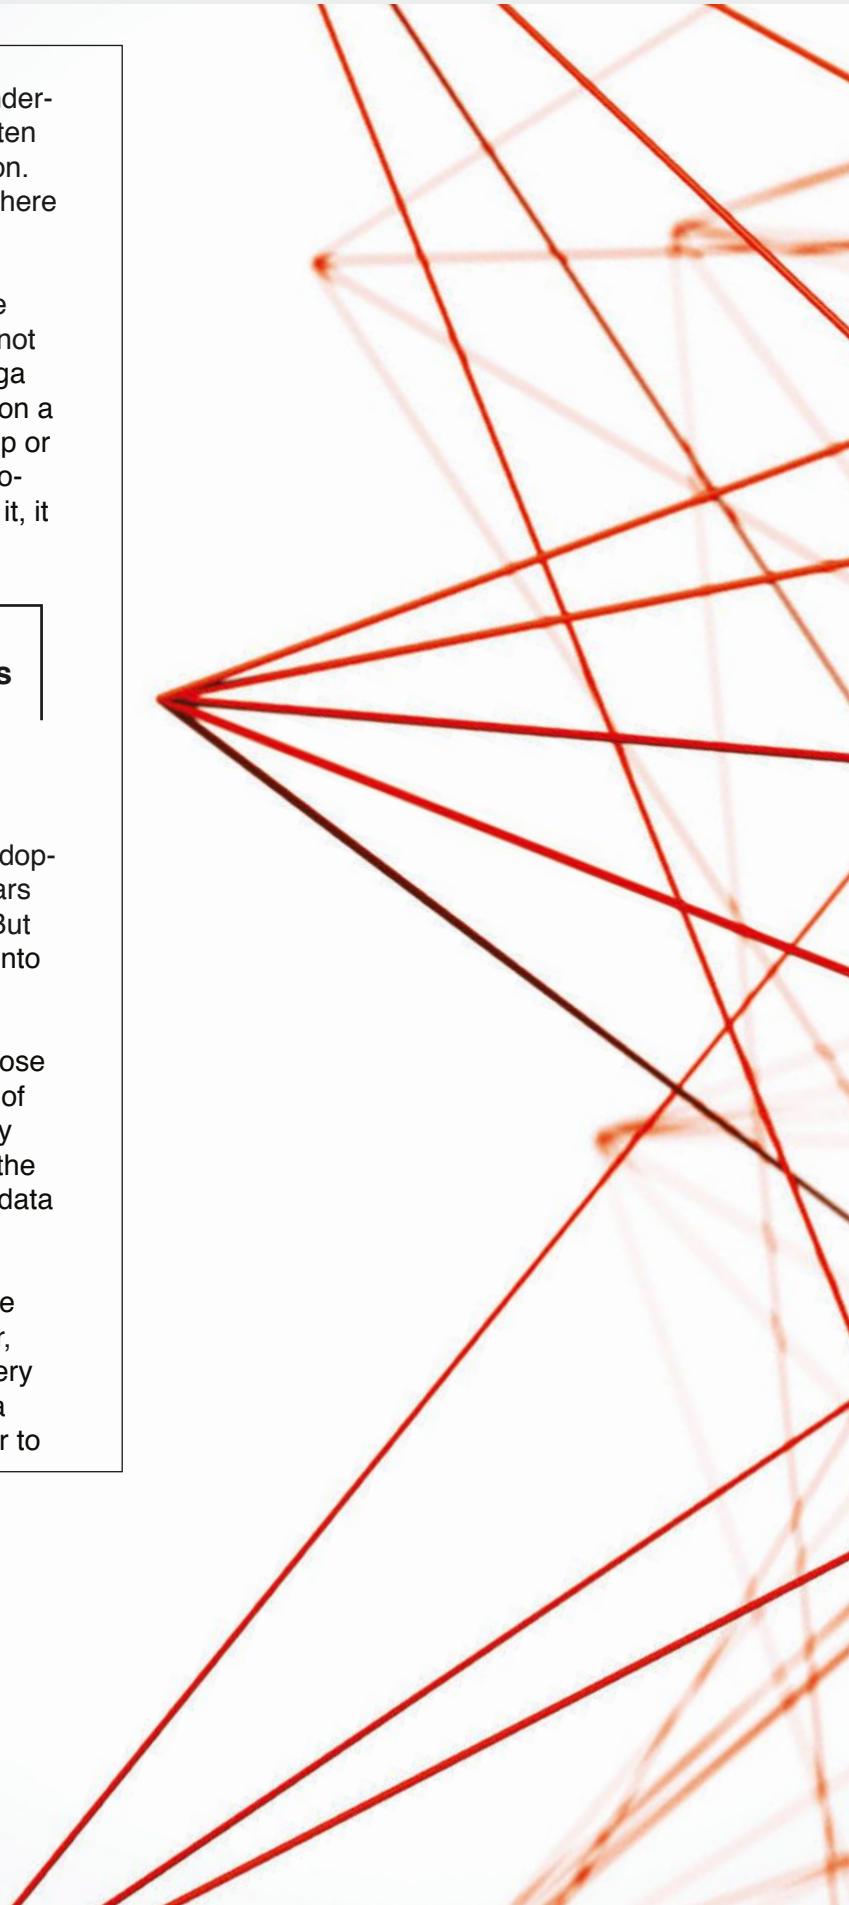 der-
ten
on.
here
e
not
ga
on a
p or
o-
it, it
s
dop-
ars
But
nto
ose
of
y
the
data
e
r,
ery
a
r to